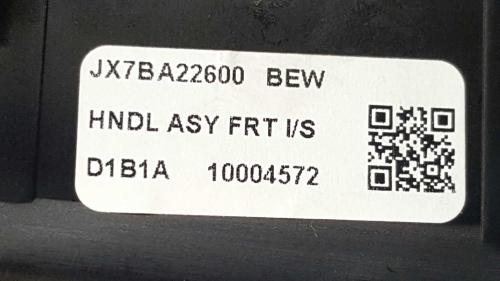 JX7BA22600 BEW
HNDL ASY FRT I/S
D1B1A 10004572